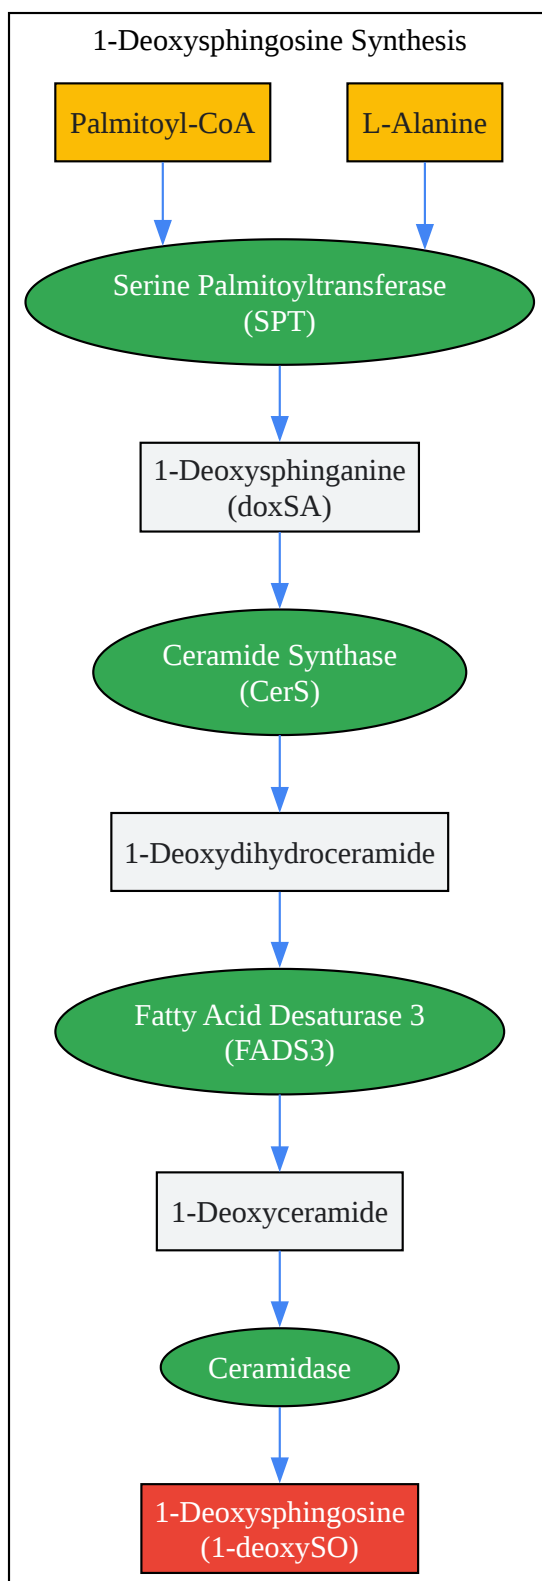 1-Deoxysphingosine Synthesis
Palmitoyl-CoA
L-Alanine
Serine Palmitoyltransferase
(SPT)
1-Deoxysphinganine
(doxSA)
Ceramide Synthase
(CerS)
1-Deoxydihydroceramide
Fatty Acid Desaturase 3
(FADS3)
1-Deoxyceramide
Ceramidase
1-Deoxysphingosine
(1-deoxySO)